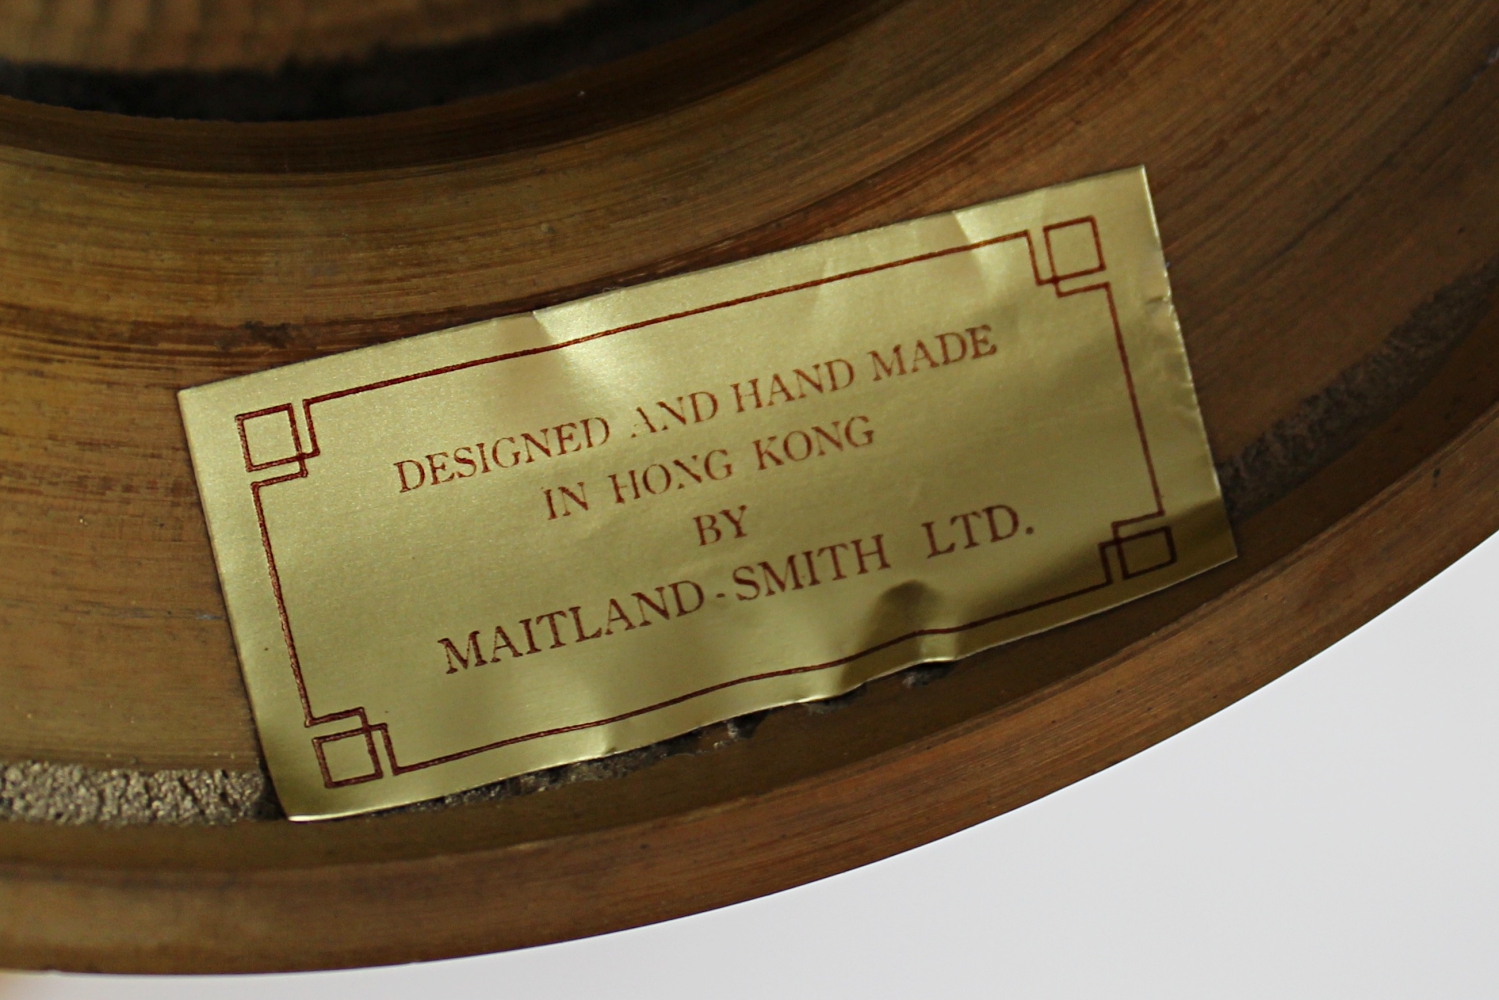 DESIGNED AND HAND MADE
IN HONG KONG
BY
MAITLAND-SMITH LTD.